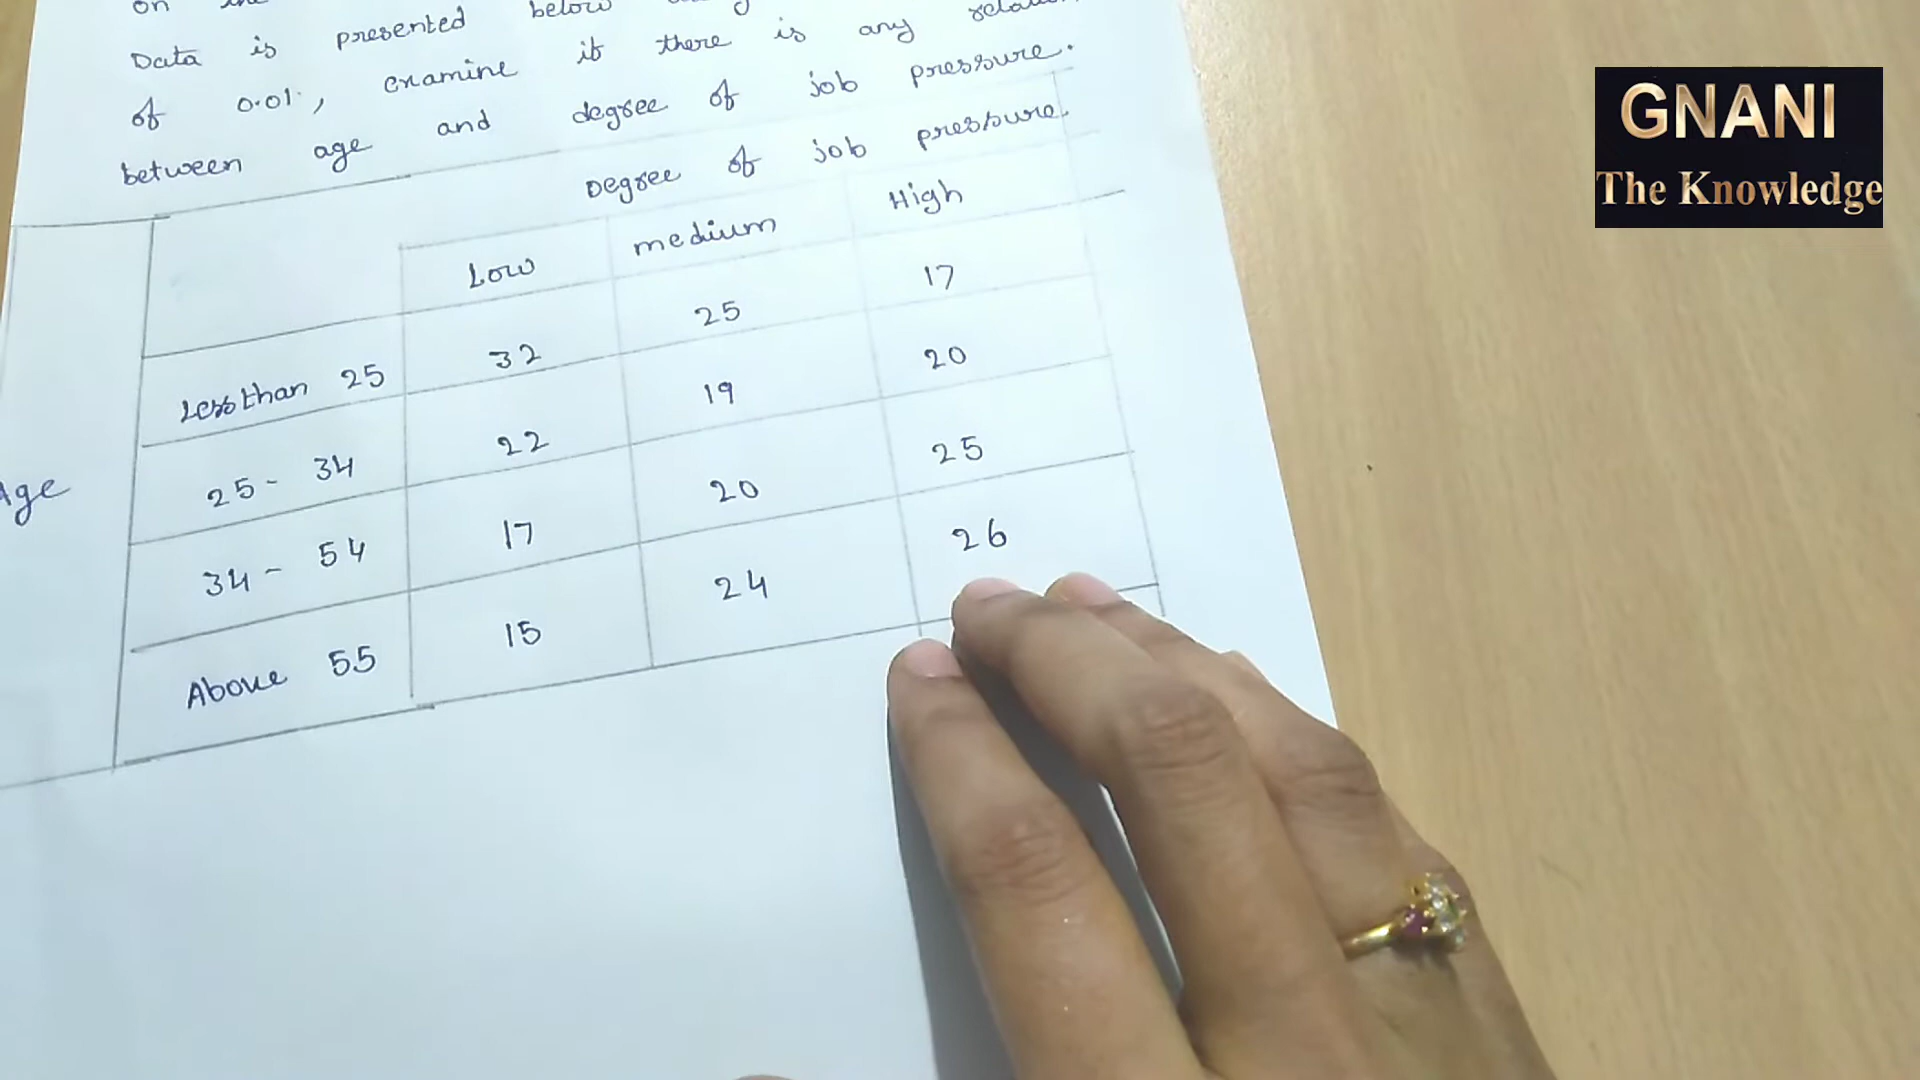 on the
Data is presented below
of 0.01, examine if there is any
between age and degree of job pressure.
Degree of job pressure.
Low medium High
Less than 25 32 25 17
25 - 34 22 19 20
34 - 54 17 20 25
Above 55 15 24 26
Age
GNANI
The Knowledge